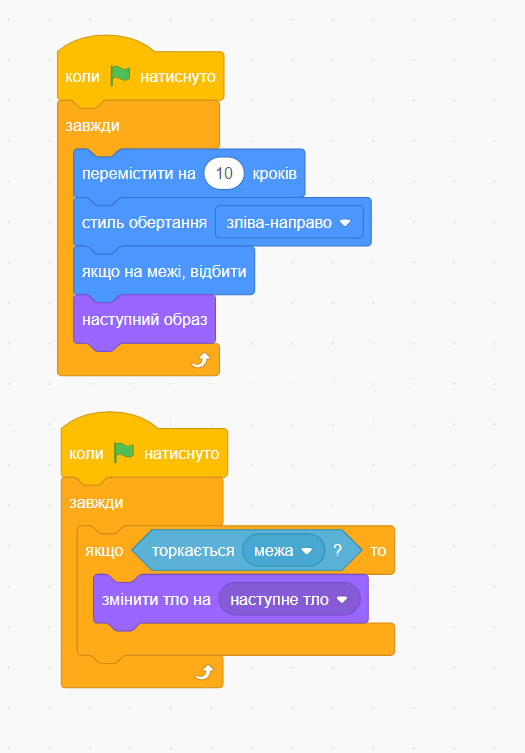 коли натиснуто
завжди
перемістити на 10 кроків
стиль обертання зліва-направо
якщо на межі, відбити
наступний образ
коли натиснуто
завжди
якщо торкається межа ? то
змінити тло на наступне тло